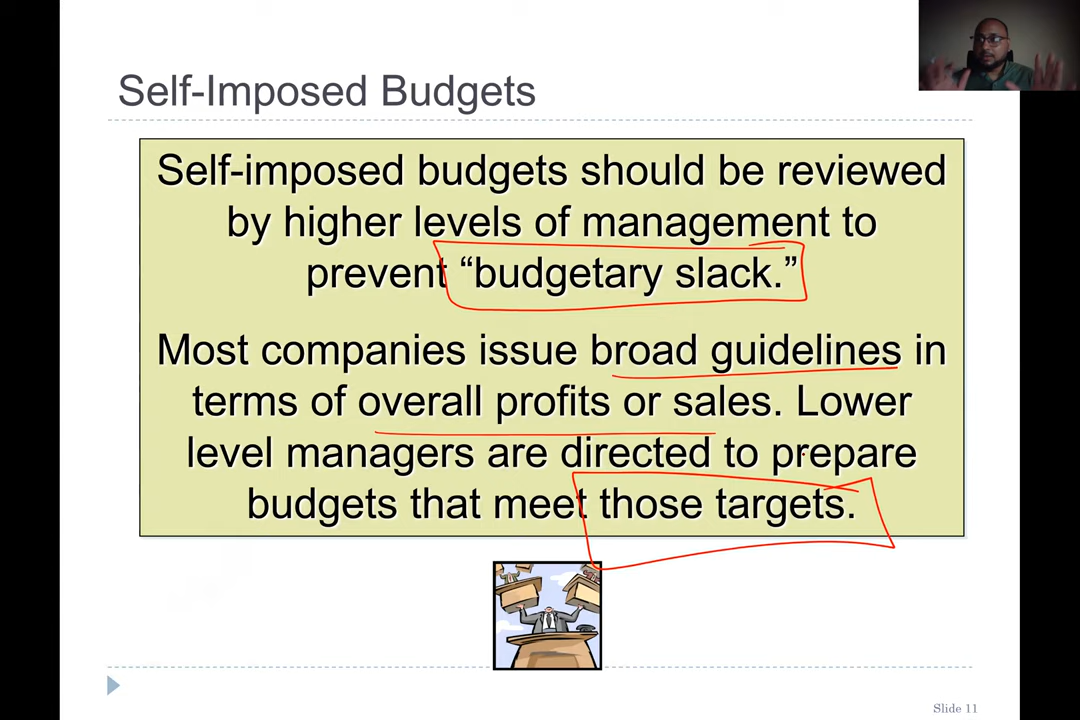 Self-Imposed Budgets
Self-imposed budgets should be reviewed
by higher levels of management to
prevent “budgetary slack.”
Most companies issue broad guidelines in
terms of overall profits or sales. Lower
level managers are directed to prepare
budgets that meet those targets.
Slide 11